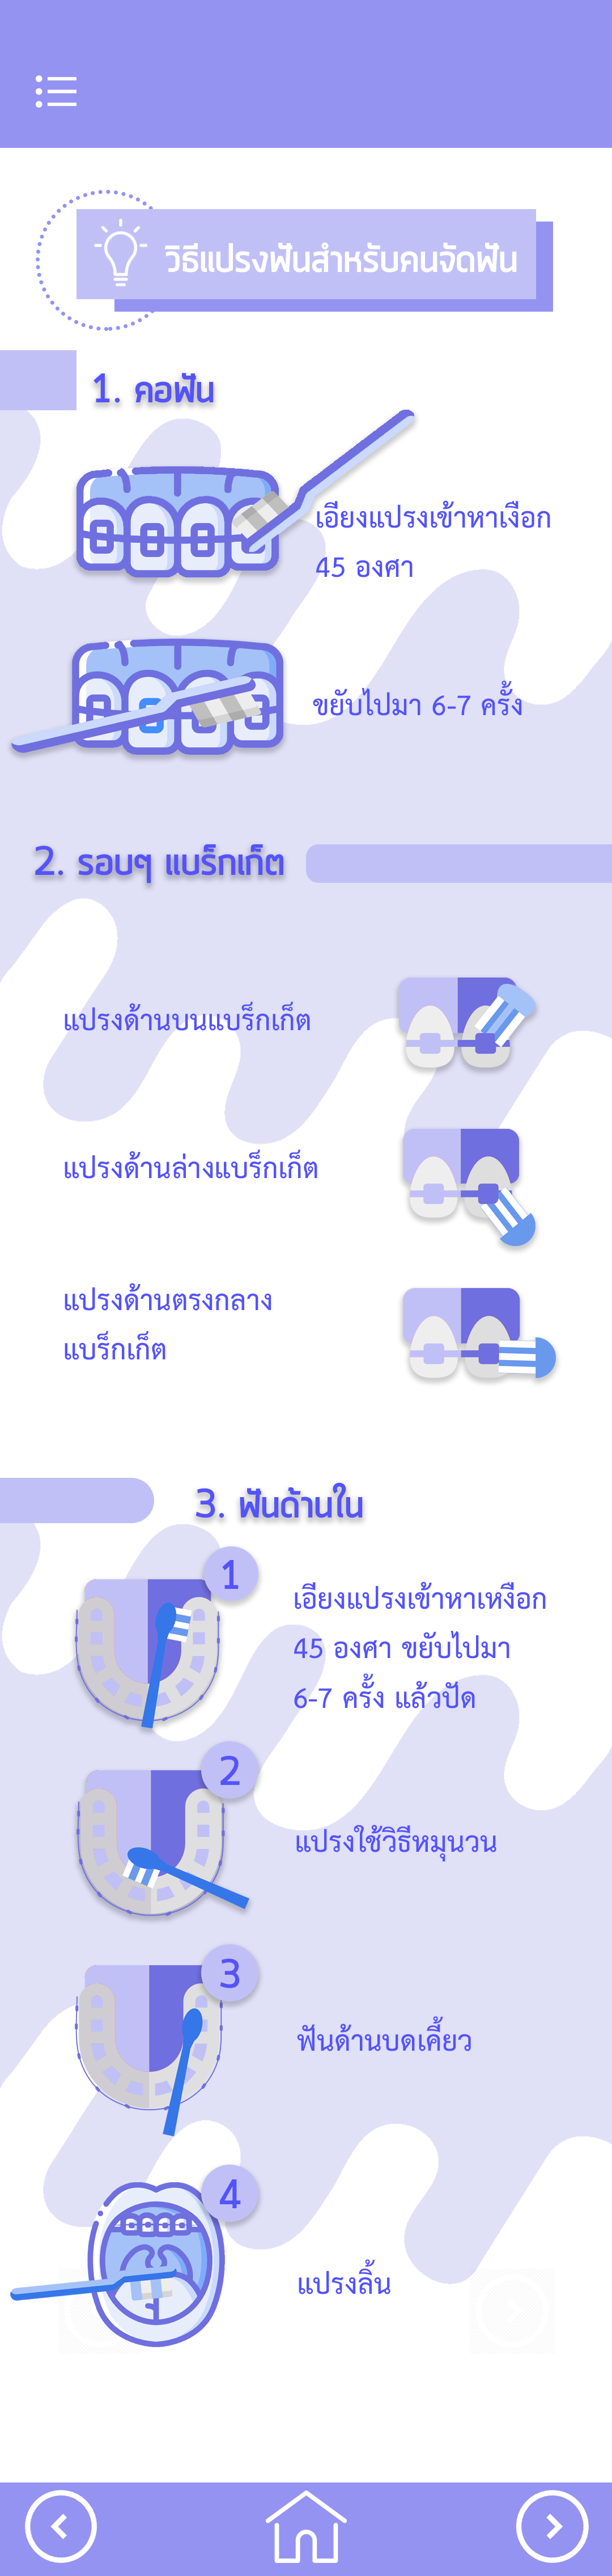 วิธีแปรงฟันสำหรับคนจัดฟัน
1. คอฟัน
เอียงแปรงเข้าหาเงือก
45 องศา
ขยับไปมา 6-7 ครั้ง
2. รอบๆ แบร็กเก็ต
แปรงด้านบนแบร็กเก็ต
แปรงด้านล่างแบร็กเก็ต
แปรงด้านตรงกลาง
แบร็กเก็ต
3. ฟันด้านใน
1
เอียงแปรงเข้าหาเหงือก
45 องศา ขยับไปมา
6-7 ครั้ง แล้วปัด
2
แปรงใช้วิธีหมุนวน
3
ฟันด้านบดเคี้ยว
4
แปรงลิ้น